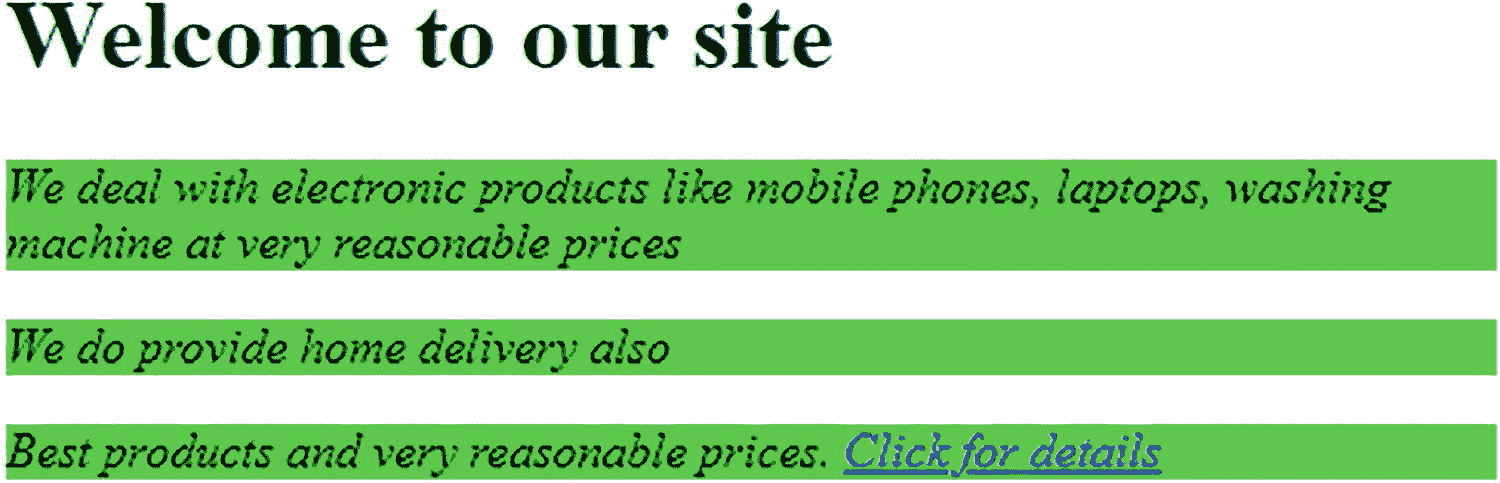 Welcome to our site
We deal with electronic products like mobile phones, laptops, washing
machine at very reasonable prices
We do provide home delivery also
Best products and very reasonable prices. Click for details